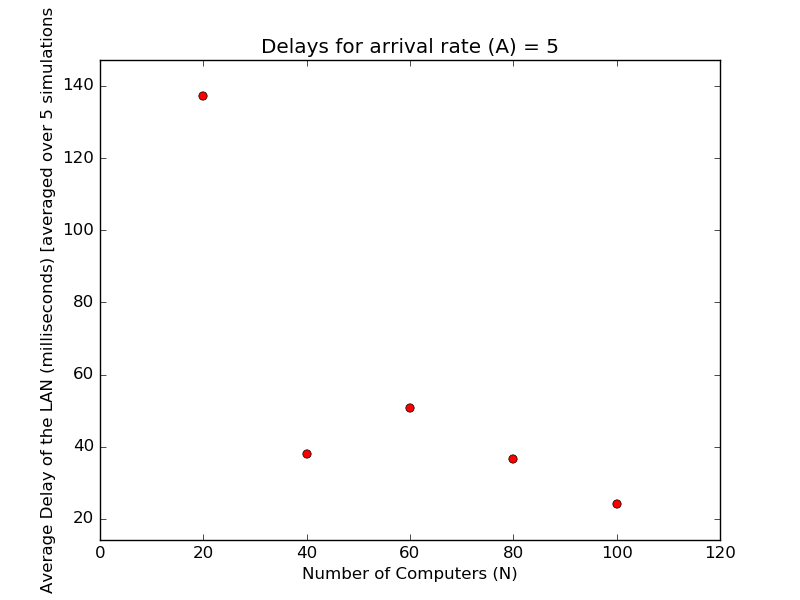 Delays for arrival rate (A) = 5
Average Delay of the LAN (milliseconds) [averaged over 5 simulations
140
120
100
80
60
40
20
0 20 40 60 80 100 120
Number of Computers (N)